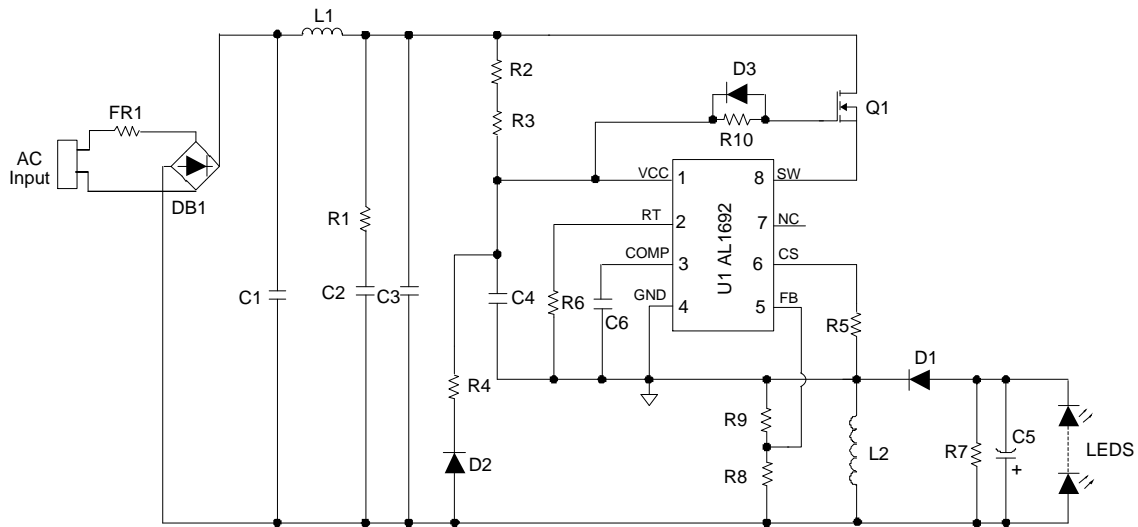 L1
R2
D3
FR1
R3
Q1
R10
AC
Input
VCC
1
8
SW
DB1
R1
RT
2
7
NC
U1 AL1692
COMP
3
6
CS
C1
C2
C3
C4
R6
C6
GND
4
5
FB
R5
D1
R4
R9
C5
L2
R7
LEDS
D2
R8
+